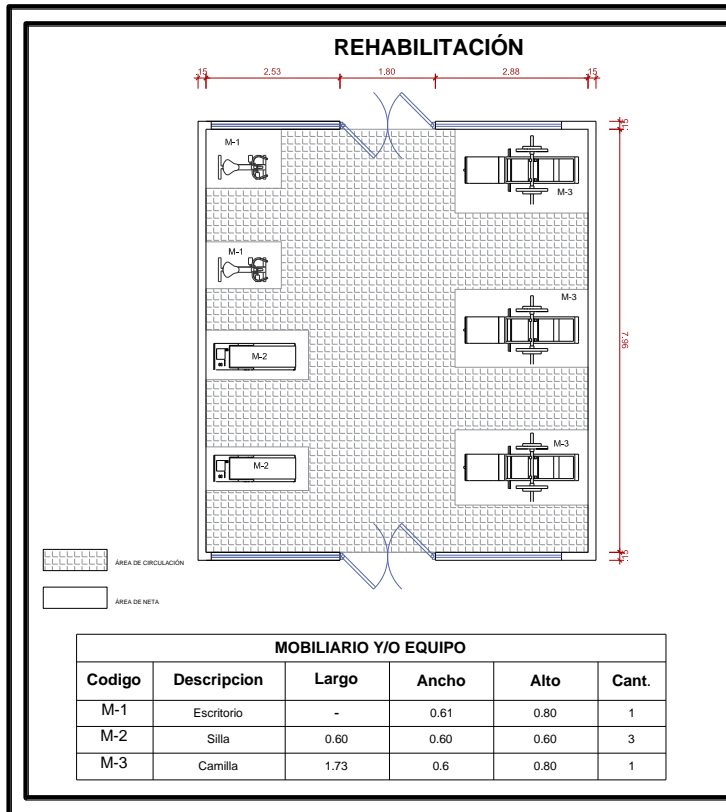 REHABILITACIÓN
.15 2.53 1.80 2.88 .15
.15
M-1
M-3
M-1
M-3
7.96
M-2
M-3
M-2
.15
ÁREA DE CIRCULACIÓN
ÁREA DE NETA
MOBILIARIO Y/O EQUIPO
Codigo Descripcion Largo Ancho Alto Cant.
M-1 Escritorio - 0.61 0.80 1
M-2 Silla 0.60 0.60 0.60 3
M-3 Camilla 1.73 0.6 0.80 1